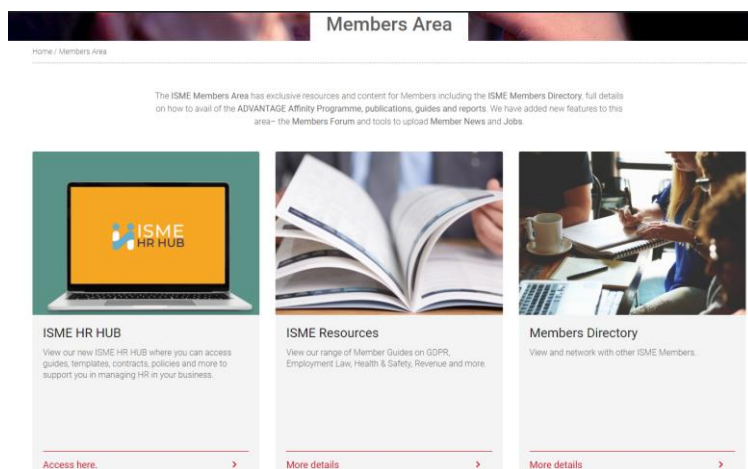 Members Area
Home / Members Area
The ISME Members Area has exclusive resources and content for Members including the ISME Members Directory, full details
on how to avail of the ADVANTAGE Affinity Programme, publications, guides and reports. We have added new features to this
area– the Members Forum and tools to upload Member News and Jobs.
ISME
HR HUB
ISME HR HUB
View our new ISME HR HUB where you can access
guides, templates, contracts, policies and more to
support you in managing HR in your business.
Access here.
ISME Resources
View our range of Member Guides on GDPR,
Employment Law, Health & Safety, Revenue and more.
More details
Members Directory
View and network with other ISME Members.
More details